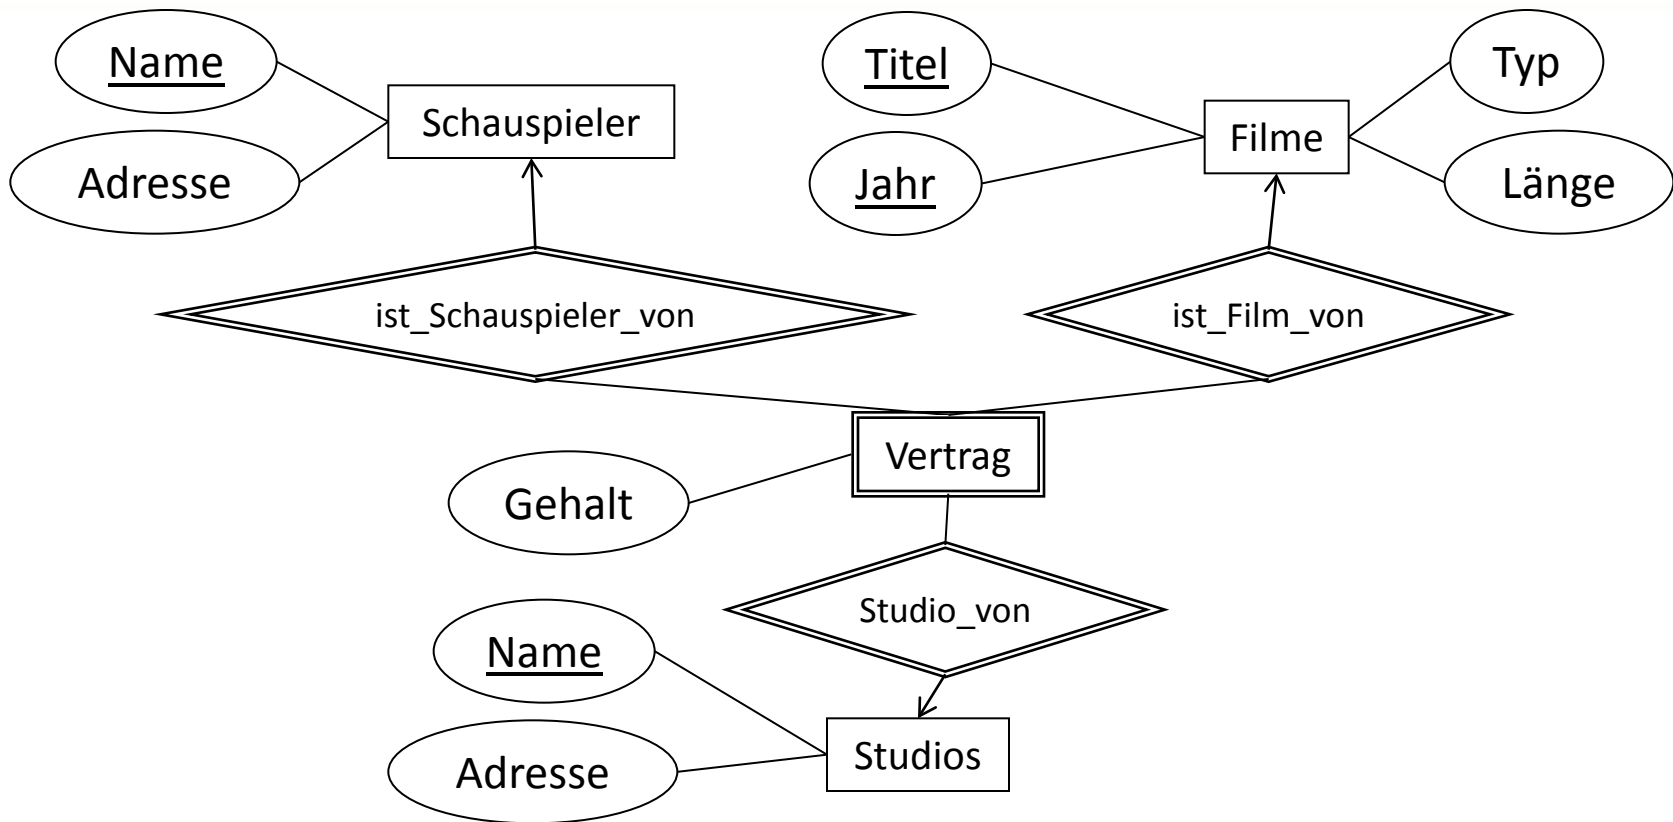 Name
Adresse
Schauspieler
Titel
Jahr
Filme
Typ
Länge
ist_Schauspieler_von
ist_Film_von
Vertrag
Gehalt
Studio_von
Name
Adresse
Studios